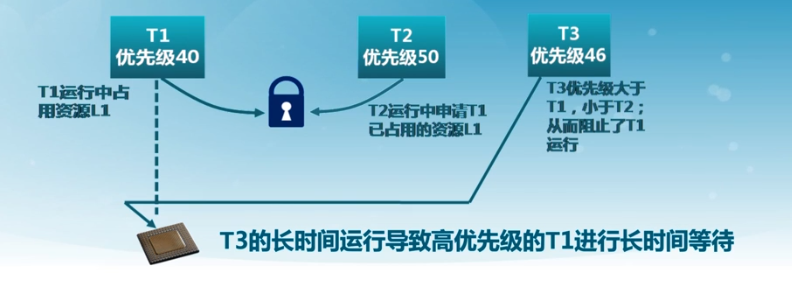 T1
优先级40
T2
优先级50
T3
优先级46
T1运行中占
用资源L1
T2运行中申请T1
已占用的资源L1
T3优先级大于
T1，小于T2；
从而阻止了T1
运行
T3的长时间运行导致高优先级的T1进行长时间等待